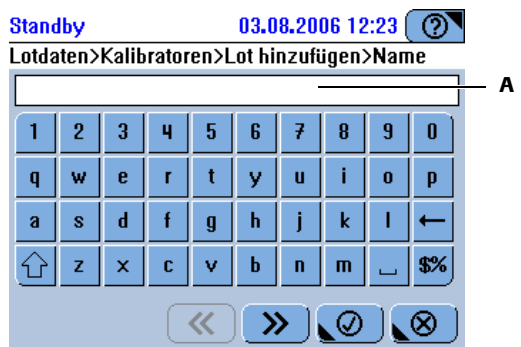 Standby 03.08.2006 12:23 ?
Lotdaten>Kalibratoren>Lot hinzufügen>Name
A
1 2 3 4 5 6 7 8 9 0
q w e r t y u i o p
a s d f g h j k l ←
z x c v b n m $%